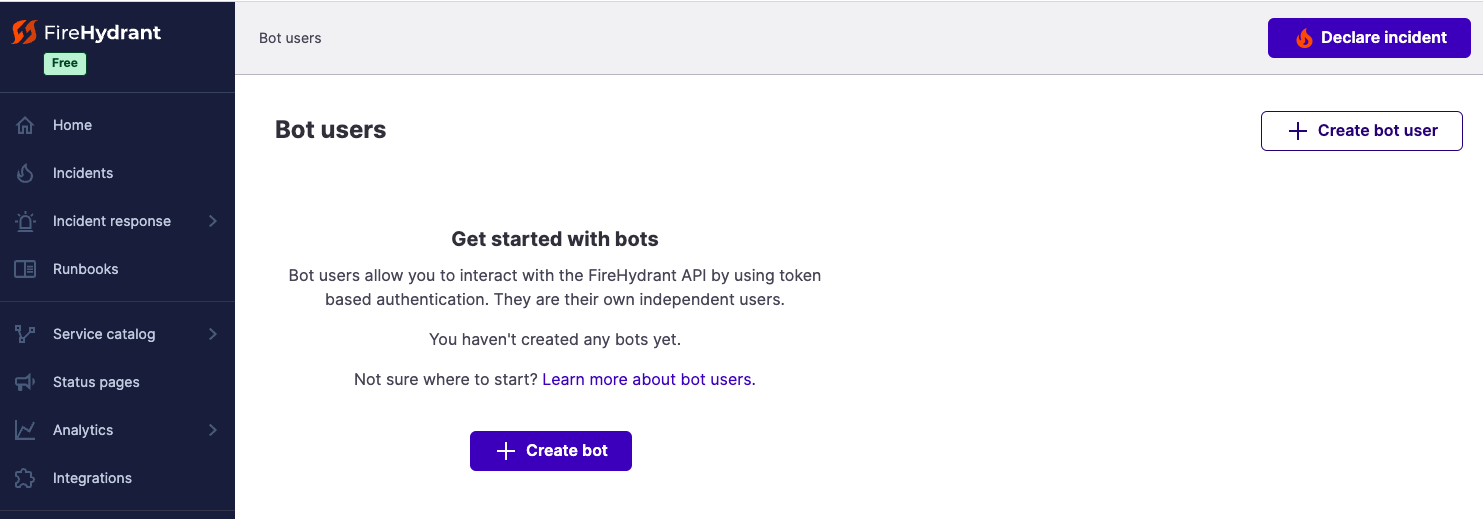 FireHydrant
Free
Home
Incidents
Incident response
Runbooks
Service catalog
Status pages
Analytics
Integrations
Bot users
Declare incident
Bot users
Create bot user
Get started with bots
Bot users allow you to interact with the FireHydrant API by using token
based authentication. They are their own independent users.
You haven't created any bots yet.
Not sure where to start? Learn more about bot users.
Create bot